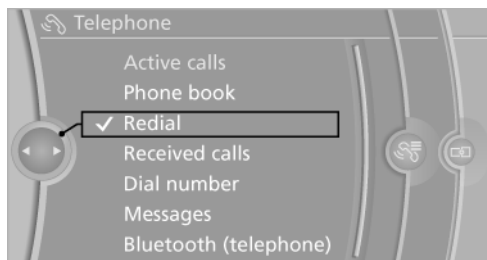 Telephone
Active calls
Phone book
Redial
Received calls
Dial number
Messages
Bluetooth (telephone)